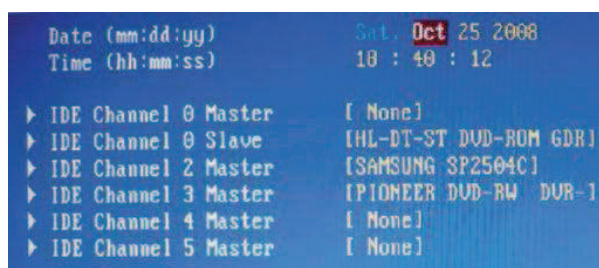 Date (mm:dd:yy) Sat, Oct 25 2008
Time (hh:mm:ss) 10 : 40 : 12
IDE Channel 0 Master [ None]
IDE Channel 0 Slave [HL-DT-ST DVD-ROM GDR]
IDE Channel 2 Master [SAMSUNG SP2504C]
IDE Channel 3 Master [PIONEER DVD-RW DVR-]
IDE Channel 4 Master [ None]
IDE Channel 5 Master [ None]